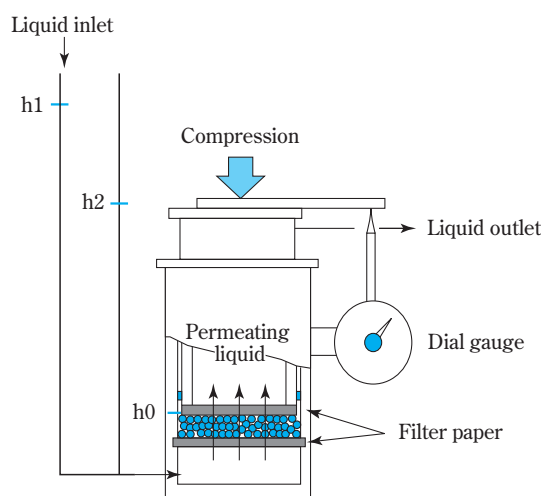 Liquid inlet
h1
Compression
h2
Liquid outlet
Permeating
liquid
Dial gauge
h0
Filter paper